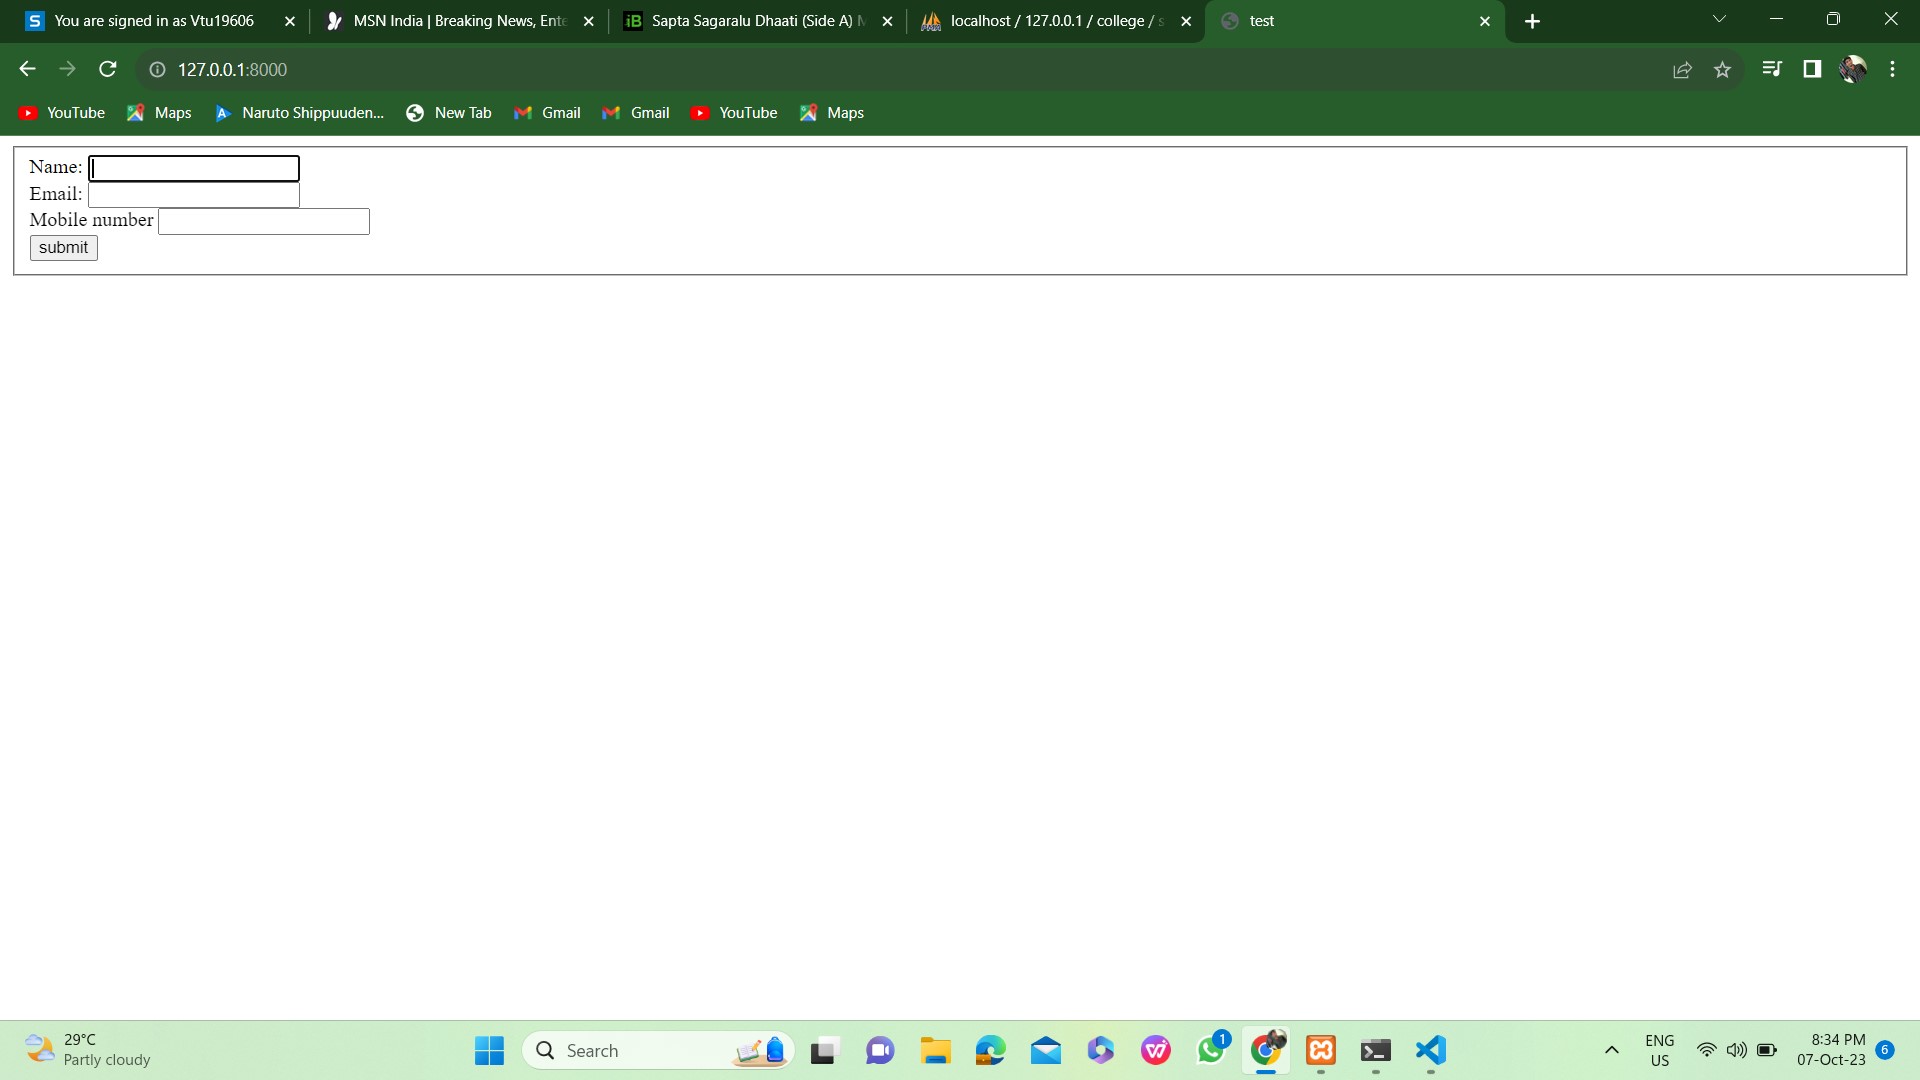 You are signed in as Vtu19606
MSN India | Breaking News, Ente
Sapta Sagaralu Dhaati (Side A)
localhost / 127.0.0.1 / college / s
test
127.0.0.1:8000
YouTube
Maps
Naruto Shippuuden...
New Tab
Gmail
Gmail
YouTube
Maps
Name:
Email:
Mobile number
submit
29°C
Partly cloudy
Search
1
ENG
US
8:34 PM
07-Oct-23
6